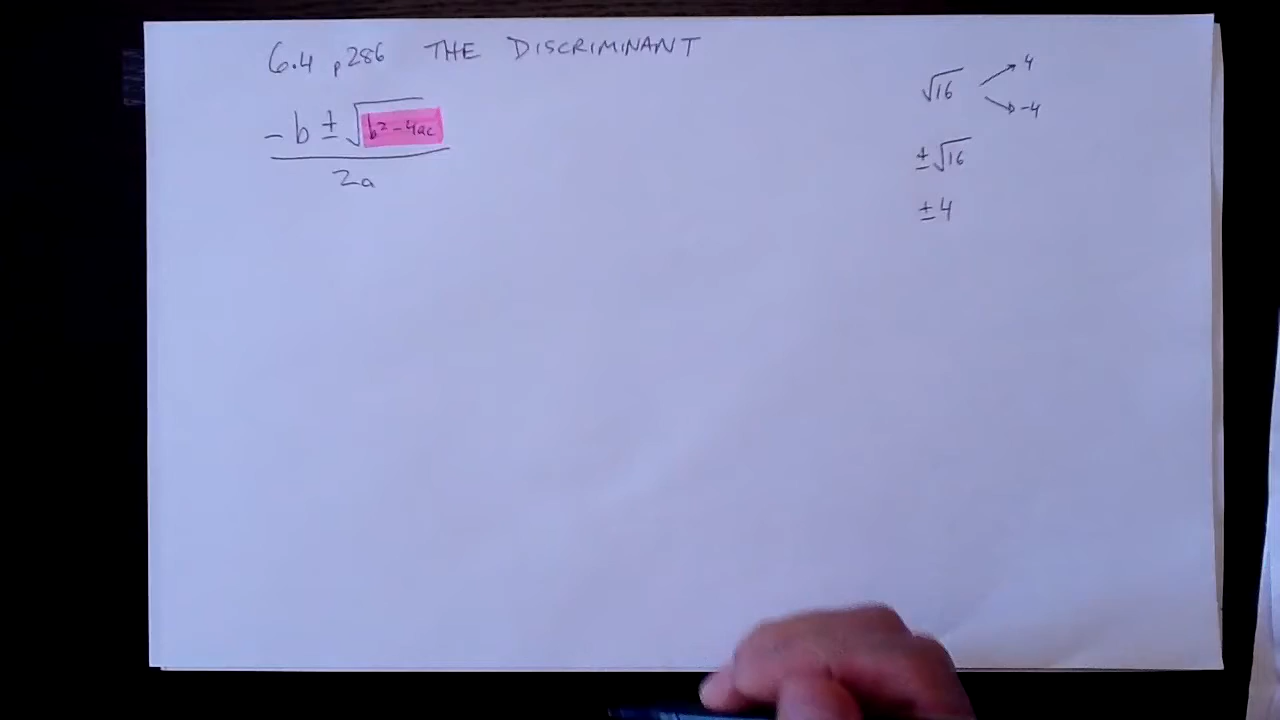 6.4 p286 THE DISCRIMINANT
-b ± √b²-4ac
2a
√16
4
-4
±√16
±4